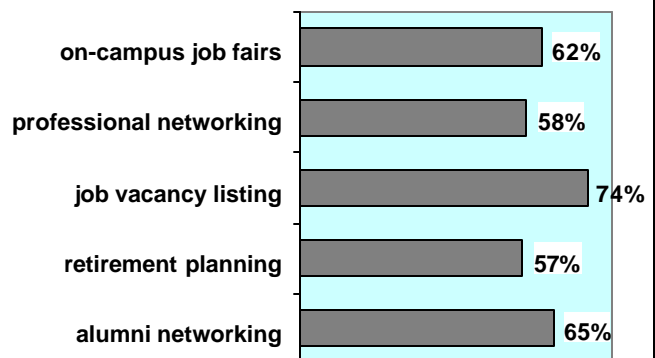 on-campus job fairs 62%
professional networking 58%
job vacancy listing 74%
retirement planning 57%
alumni networking 65%